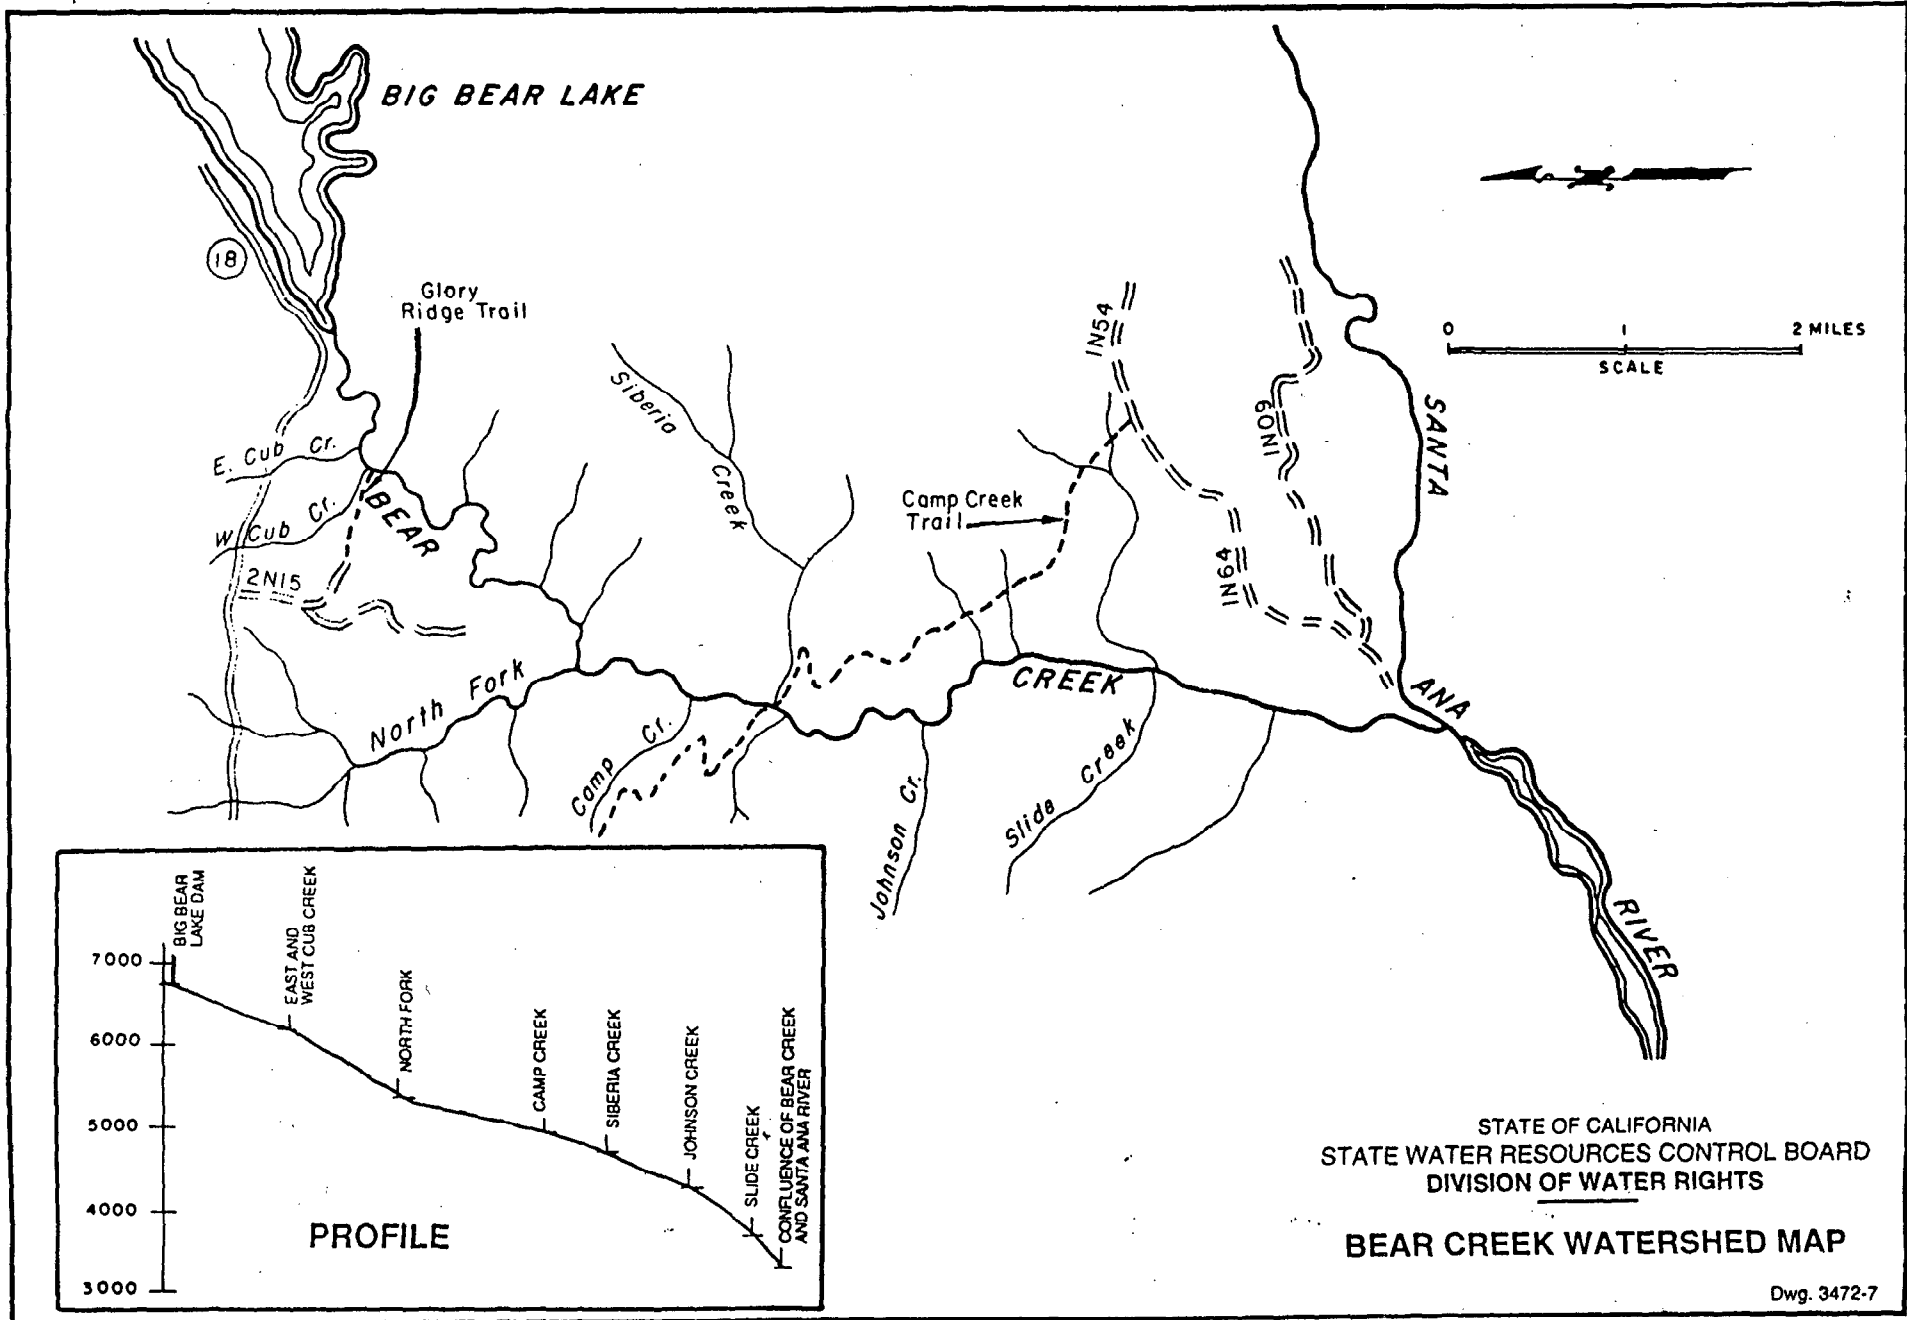 BIG BEAR LAKE
18
Glory
Ridge Trail
Siberia
Creek
1N54
0 1 2 MILES
SCALE
SANTA
1N09
E. Cub Cr.
W. Cub Cr.
BEAR
Camp Creek
Trail
2N15
1N64
North Fork
CREEK
ANA
Camp Cr.
Johnson Cr.
Slide Creek
RIVER
BIG BEAR
LAKE DAM
EAST AND
WEST CUB CREEK
NORTH FORK
CAMP CREEK
SIBERIA CREEK
JOHNSON CREEK
SLIDE CREEK
CONFLUENCE OF BEAR CREEK
AND SANTA ANA RIVER
7000
6000
5000
4000
3000
PROFILE
STATE OF CALIFORNIA
STATE WATER RESOURCES CONTROL BOARD
DIVISION OF WATER RIGHTS
BEAR CREEK WATERSHED MAP
Dwg. 3472-7